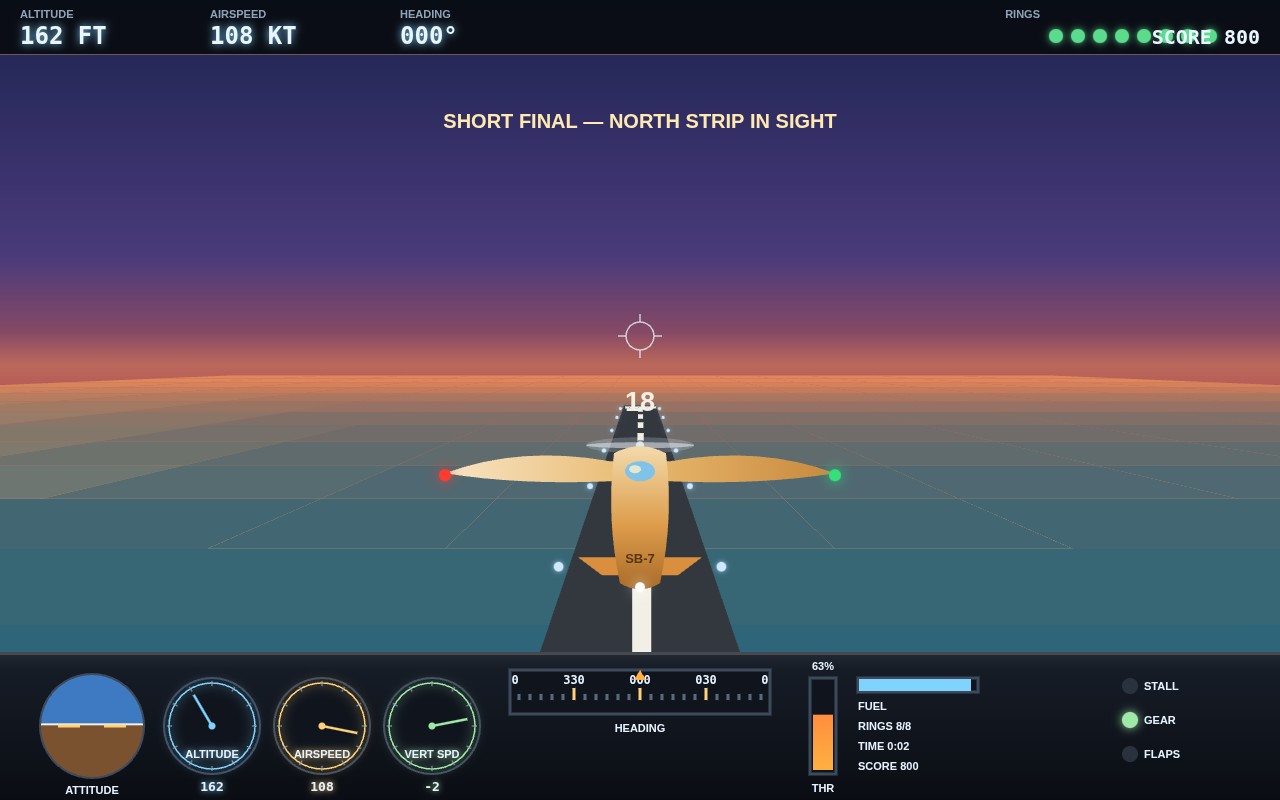 ALTITUDE
162 FT
AIRSPEED
108 KT
HEADING
000°
RINGS
SCORE 800
SHORT FINAL — NORTH STRIP IN SIGHT
18
SB-7
ATTITUDE
ALTITUDE
162
AIRSPEED
108
VERT SPD
-2
0 330 000 030 0
HEADING
63%
THR
FUEL
RINGS 8/8
TIME 0:02
SCORE 800
STALL
GEAR
FLAPS